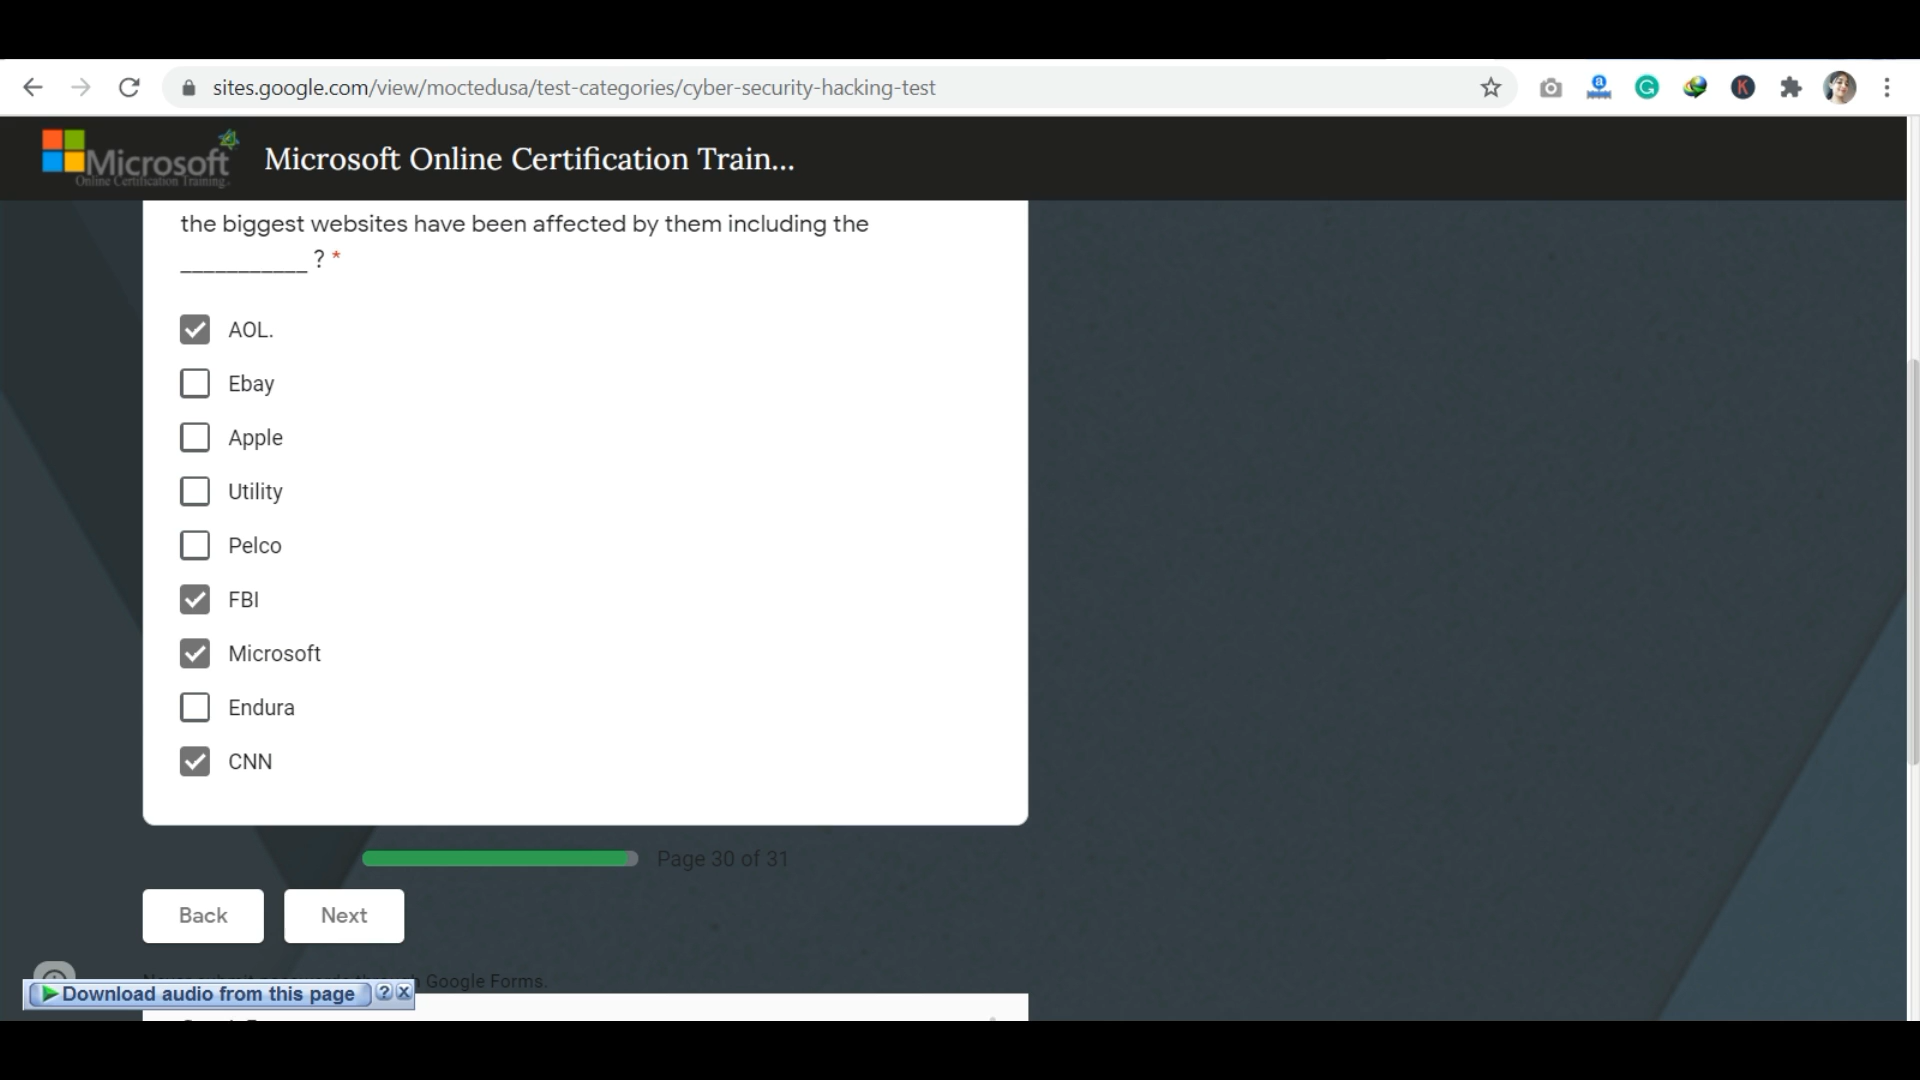 sites.google.com/view/moctedusa/test-categories/cyber-security-hacking-test
Microsoft
Online Certification Training
Microsoft Online Certification Train...
the biggest websites have been affected by them including the
___________ ? *
AOL.
Ebay
Apple
Utility
Pelco
FBI
Microsoft
Endura
CNN
Page 30 of 31
Back
Next
Google Forms.
Download audio from this page